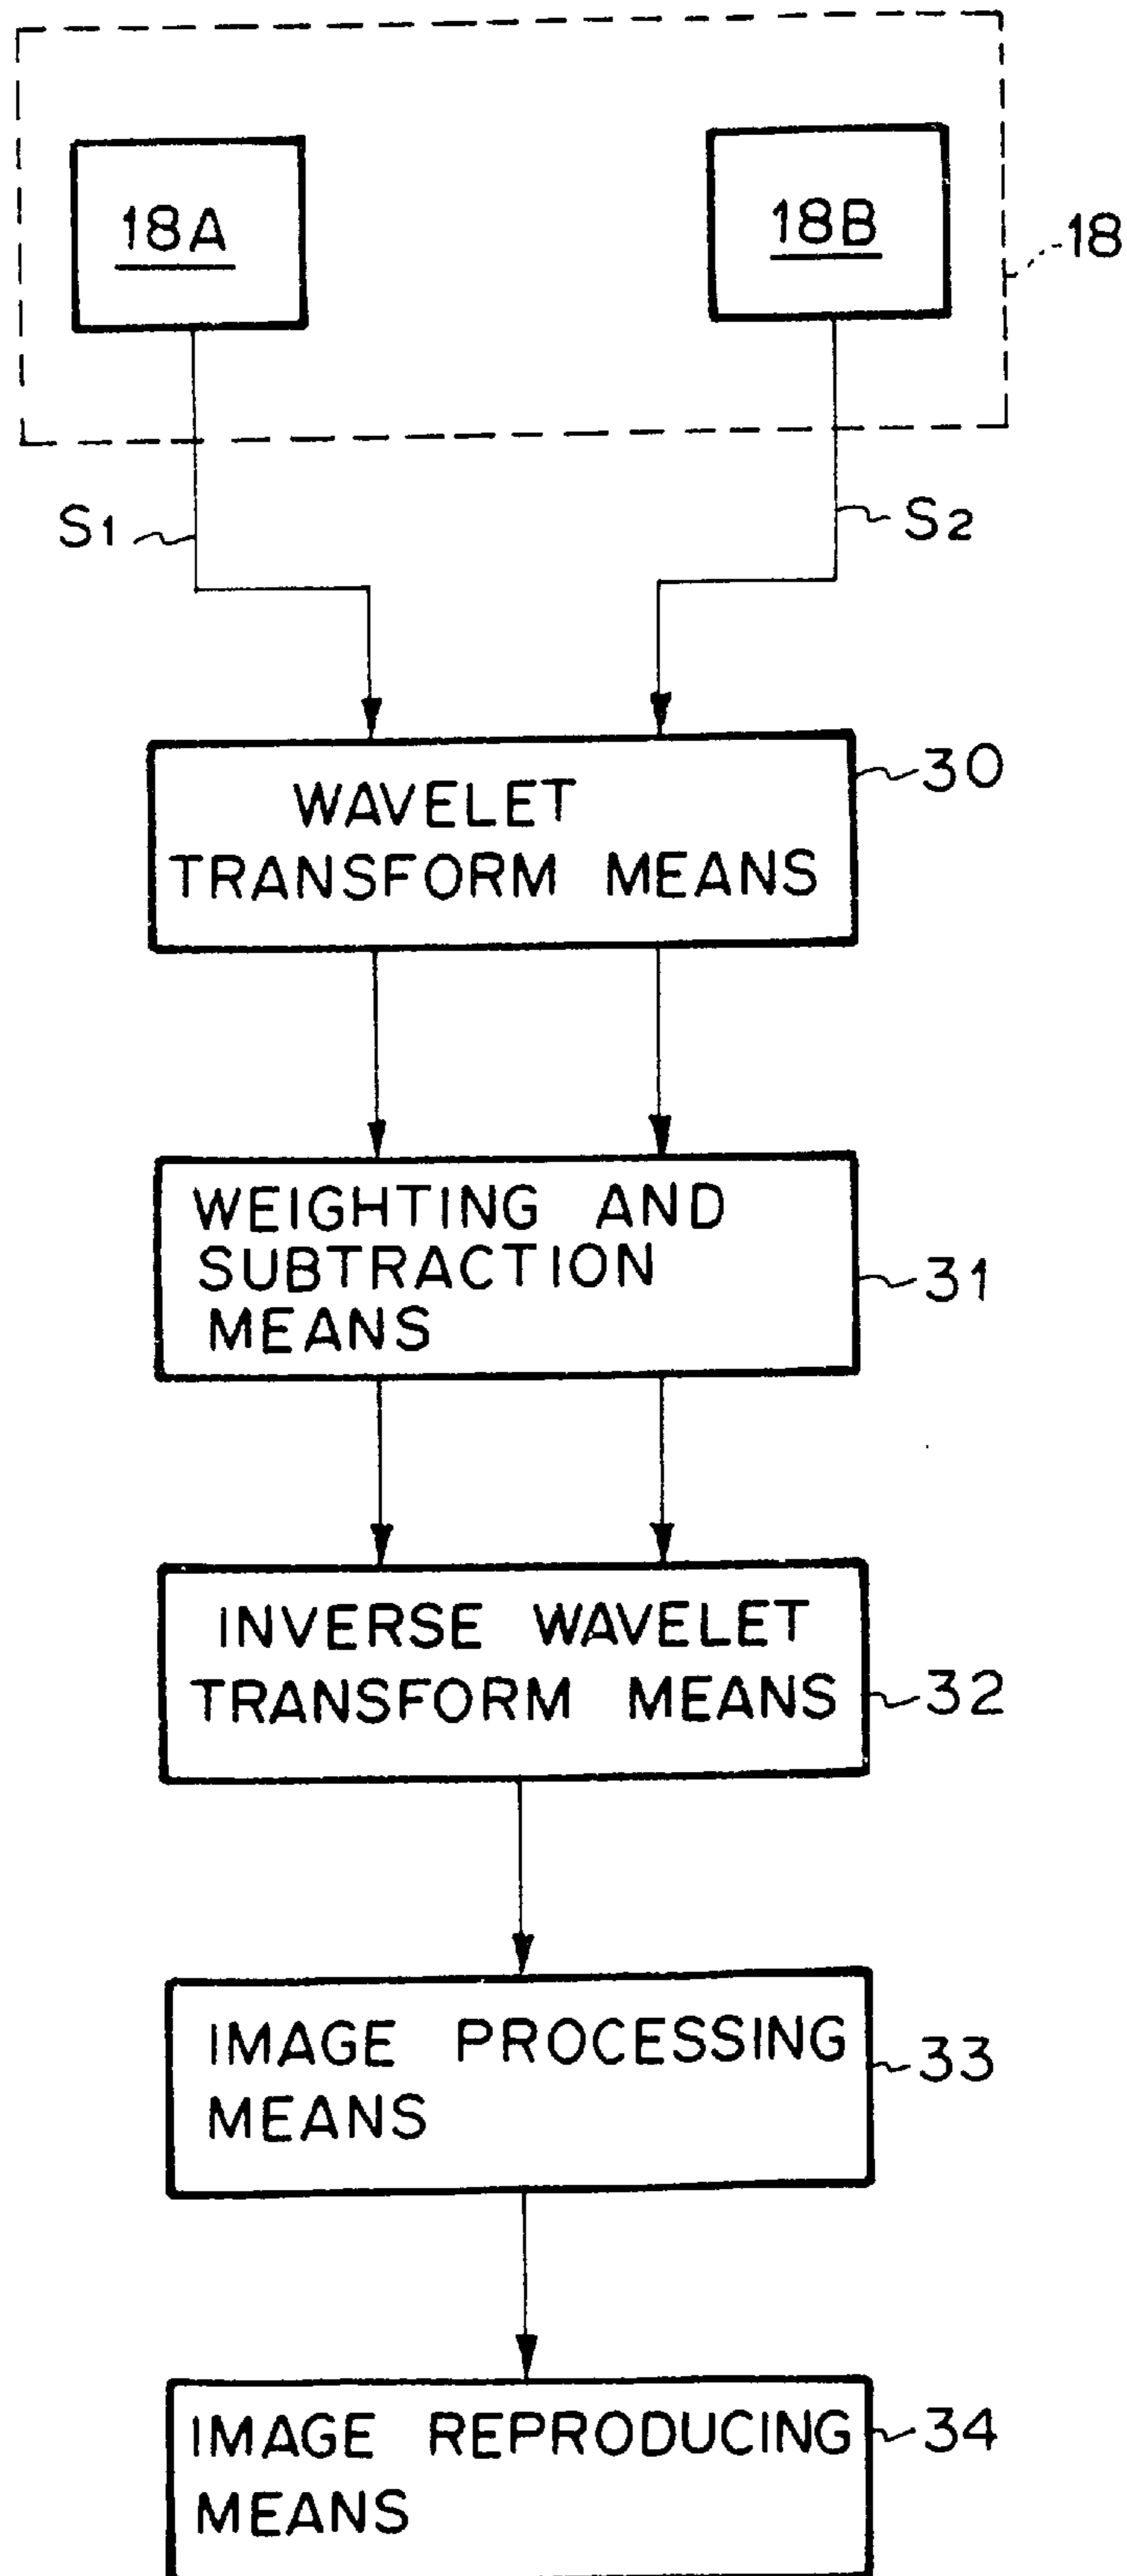 18A
18B
18
S1
S2
WAVELET
TRANSFORM MEANS
30
WEIGHTING AND
SUBTRACTION
MEANS
31
INVERSE WAVELET
TRANSFORM MEANS
32
IMAGE PROCESSING
MEANS
33
IMAGE REPRODUCING
MEANS
34